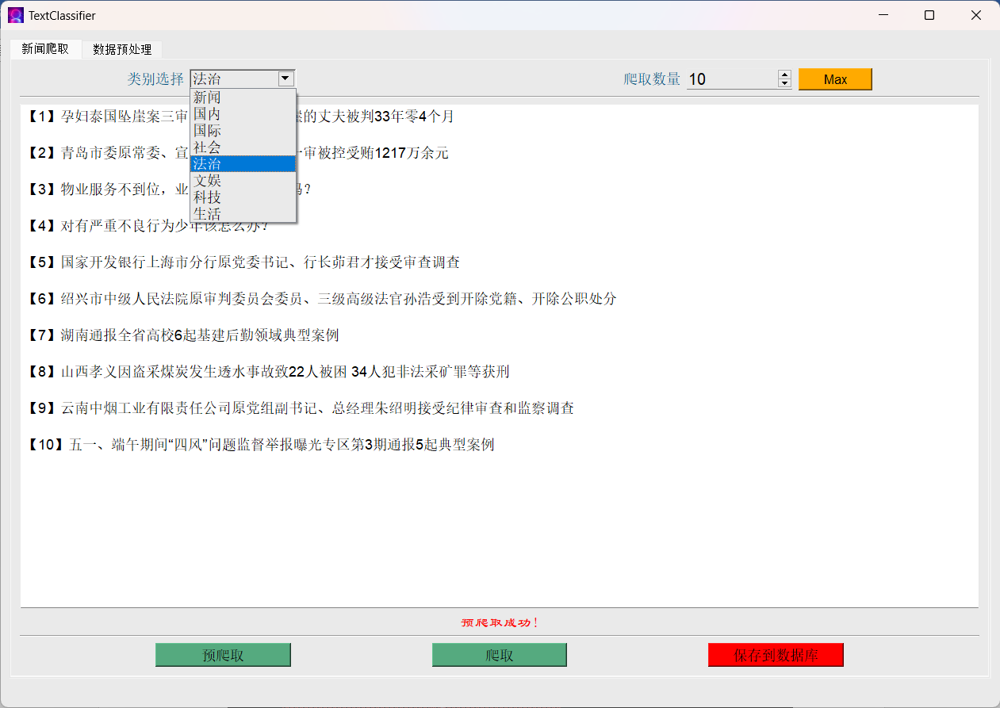 TextClassifier
新闻爬取 数据预处理
类别选择 法治 爬取数量 10 Max
新闻
国内
国际
社会
法治
文娱
科技
生活
【1】孕妇泰国坠崖案三审 的丈夫被判33年零4个月
【2】青岛市委原常委、宣 一审被控受贿1217万余元
【3】物业服务不到位，业 吗？
【4】对有严重不良行为少年该怎么办？
【5】国家开发银行上海市分行原党委书记、行长茆君才接受审查调查
【6】绍兴市中级人民法院原审判委员会委员、三级高级法官孙浩受到开除党籍、开除公职处分
【7】湖南通报全省高校6起基建后勤领域典型案例
【8】山西孝义因盗采煤炭发生透水事故致22人被困 34人犯非法采矿罪等获刑
【9】云南中烟工业有限责任公司原党组副书记、总经理朱绍明接受纪律审查和监察调查
【10】五一、端午期间“四风”问题监督举报曝光专区第3期通报5起典型案例
预爬取成功！
预爬取 爬取 保存到数据库